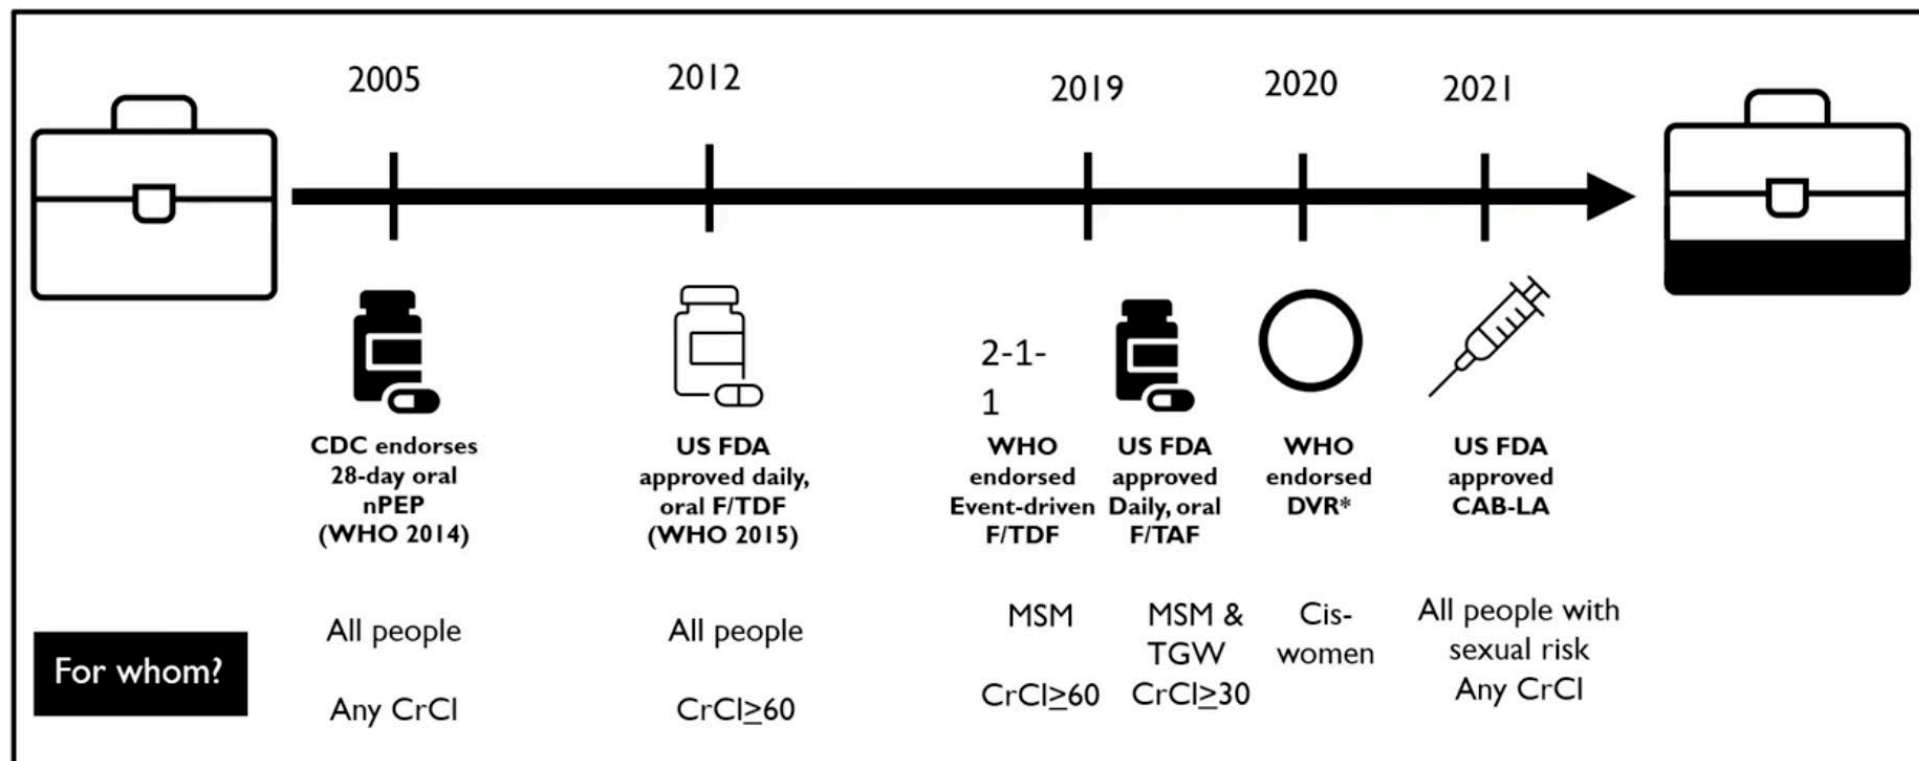 2005
2012
2019
2020
2021
2-1-
1
CDC endorses
28-day oral
nPEP
(WHO 2014)
US FDA
approved daily,
oral F/TDF
(WHO 2015)
WHO
endorsed
Event-driven
F/TDF
US FDA
approved
Daily, oral
F/TAF
WHO
endorsed
DVR*
US FDA
approved
CAB-LA
For whom?
All people
Any CrCl
All people
CrCl≥60
MSM
CrCl≥60
MSM &
TGW
CrCl≥30
Cis-
women
All people with
sexual risk
Any CrCl